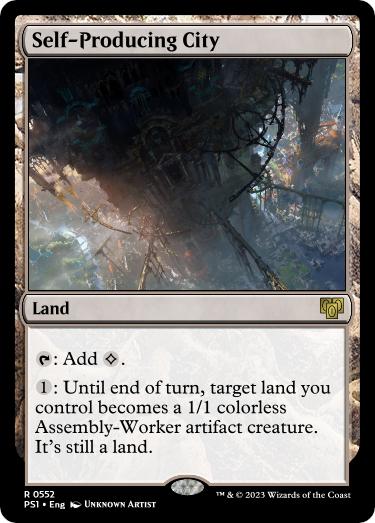 Self-Producing City
Land
: Add .
1: Until end of turn, target land you
control becomes a 1/1 colorless
Assembly-Worker artifact creature.
It's still a land.
R 0552
PS1 • Eng Unknown Artist
™ & © 2023 Wizards of the Coast